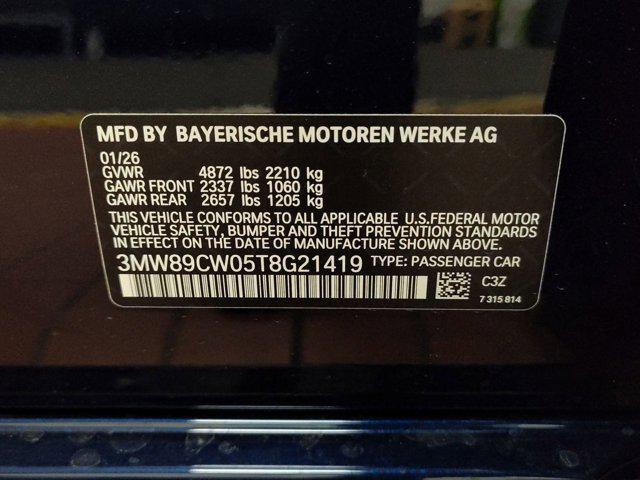 MFD BY BAYERISCHE MOTOREN WERKE AG
01/26
GVWR 4872 lbs 2210 kg
GAWR FRONT 2337 lbs 1060 kg
GAWR REAR 2657 lbs 1205 kg
THIS VEHICLE CONFORMS TO ALL APPLICABLE U.S.FEDERAL MOTOR
VEHICLE SAFETY, BUMPER AND THEFT PREVENTION STANDARDS
IN EFFECT ON THE DATE OF MANUFACTURE SHOWN ABOVE.
3MW89CW05T8G21419 TYPE: PASSENGER CAR
C3Z
7 315 814